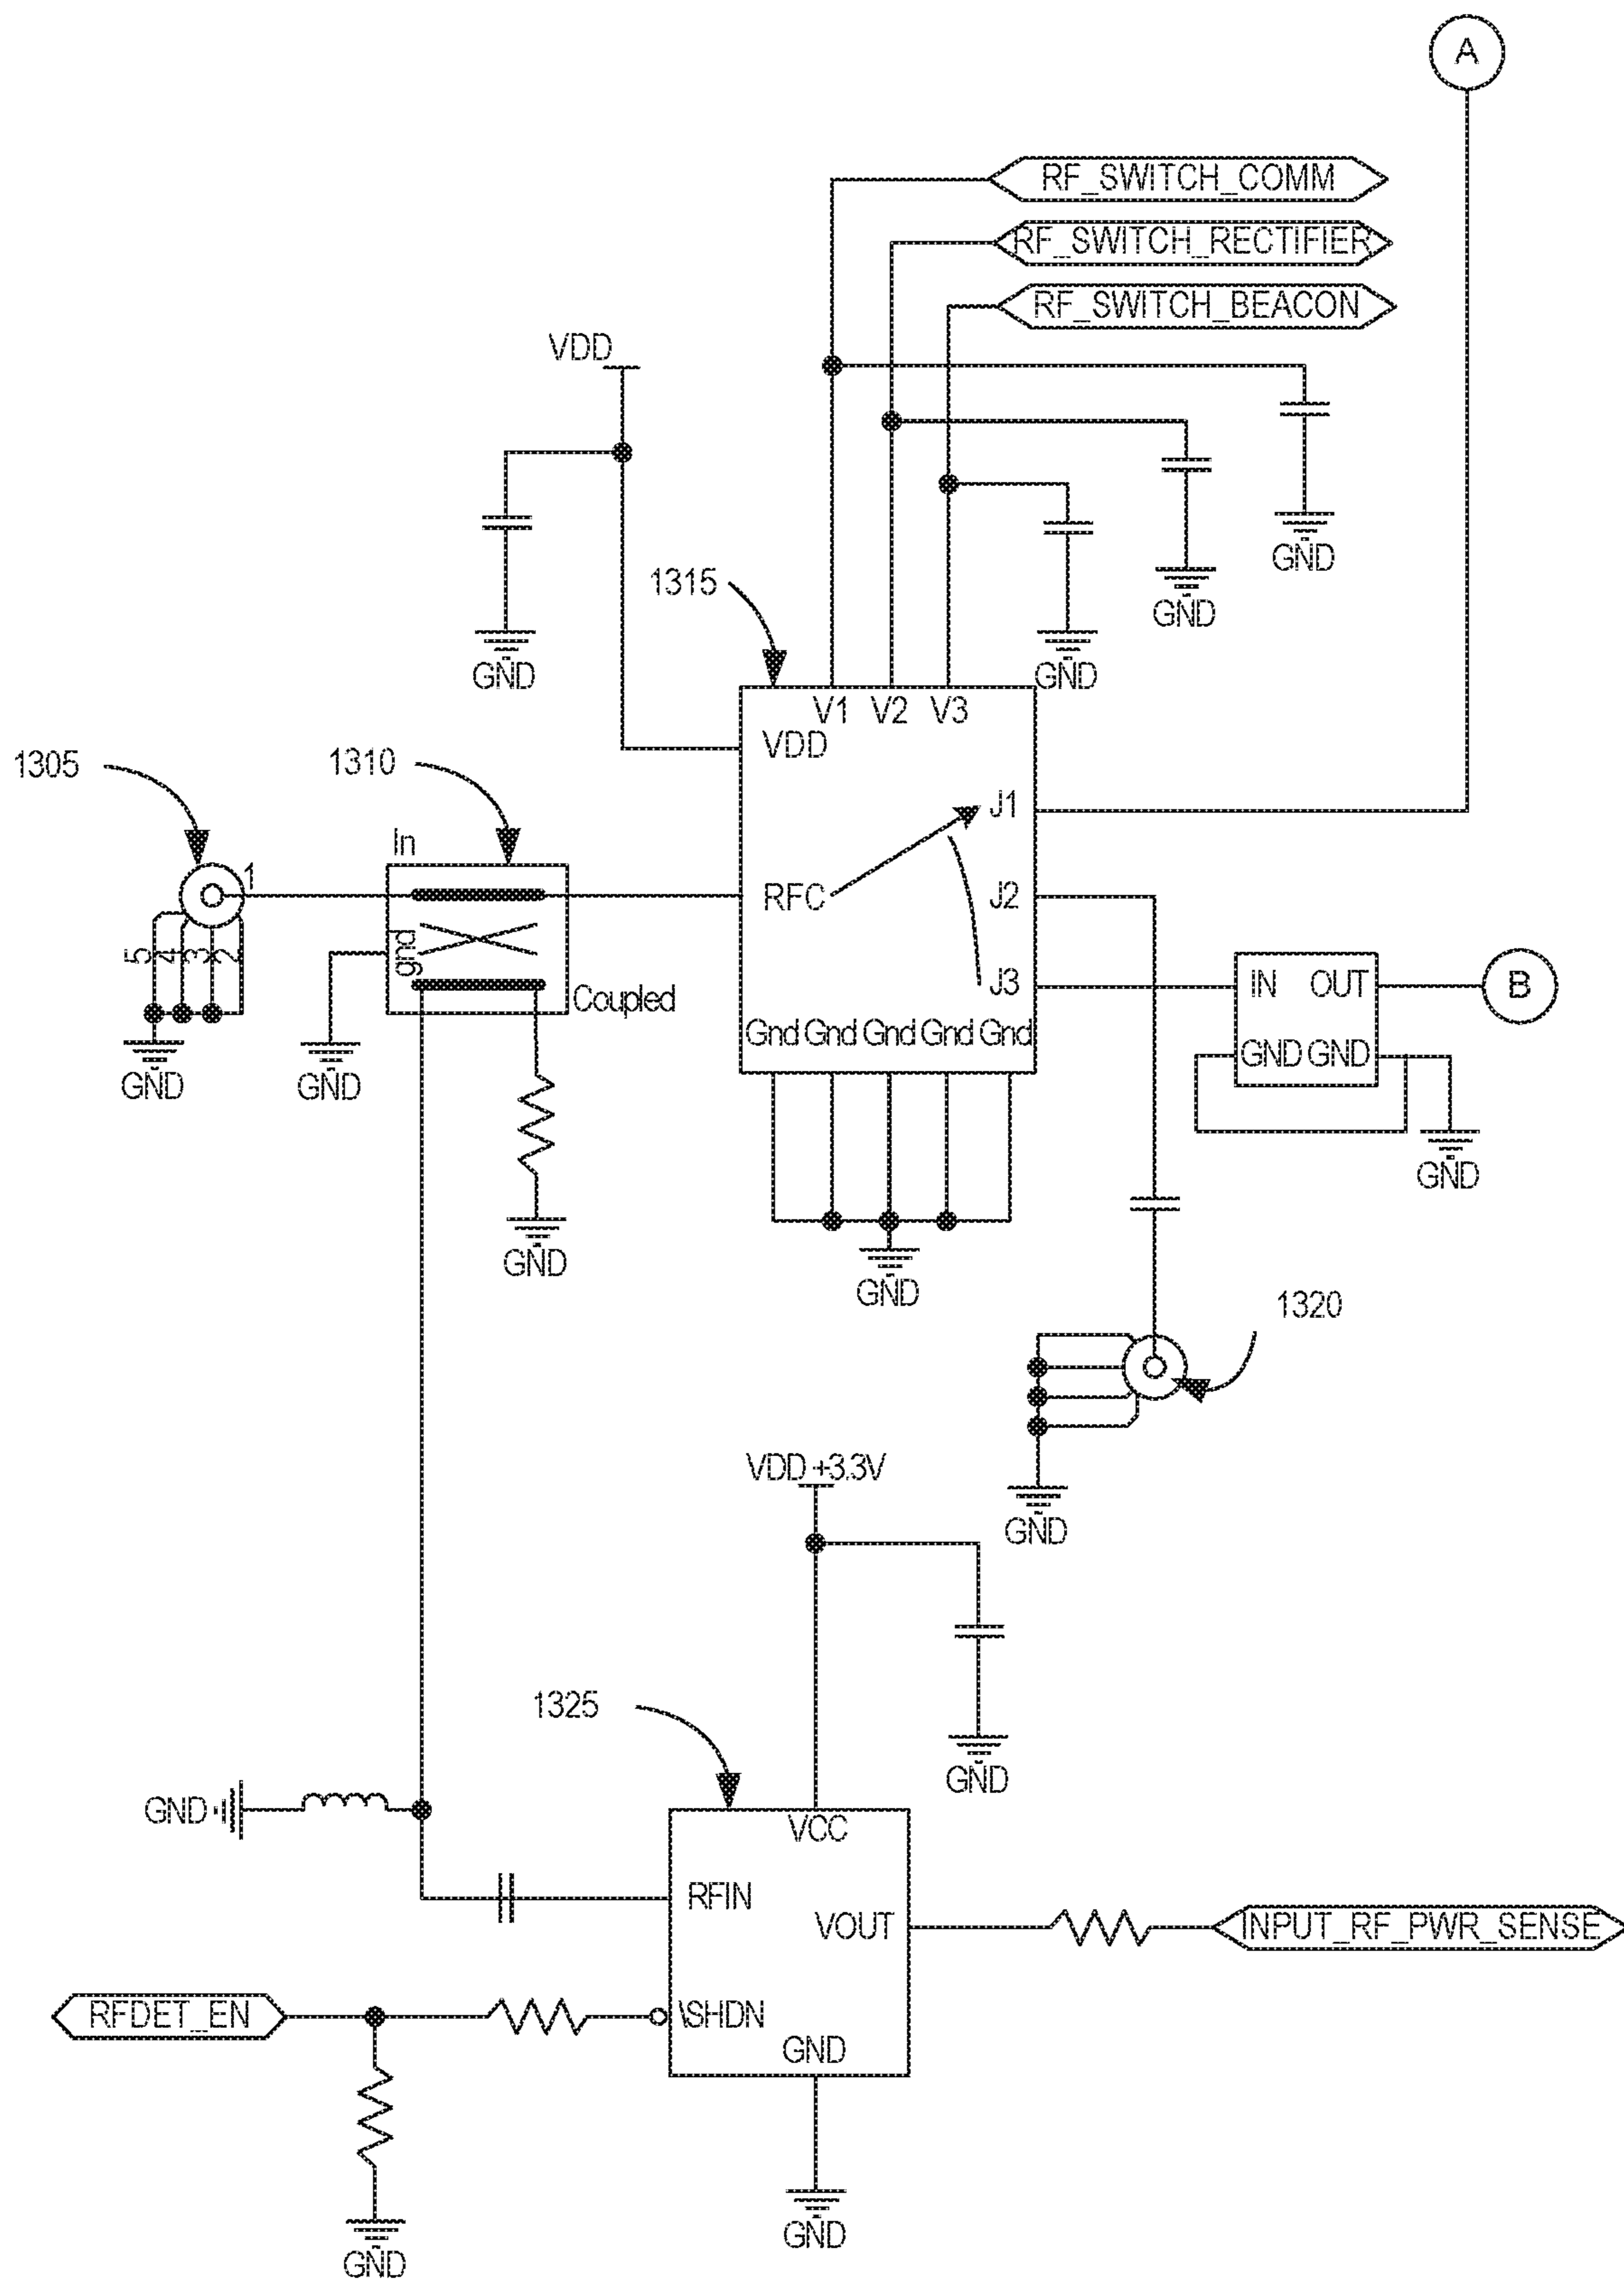 A
RF_SWITCH_COMM
RF_SWITCH_RECTIFIER
RF_SWITCH_BEACON
VDD
GND
GND
GND
GND
1315
V1 V2 V3
VDD
1305
1310
J1
In
1
RFC
J2
gnd
5 4 3 2
J3
Coupled
IN OUT
B
Gnd Gnd Gnd Gnd Gnd
GND GND
GND
GND
GND
GND
GND
1320
VDD +3.3V
GND
1325
GND
GND
VCC
RFIN
VOUT
INPUT_RF_PWR_SENSE
RFDET_EN
\SHDN
GND
GND
GND